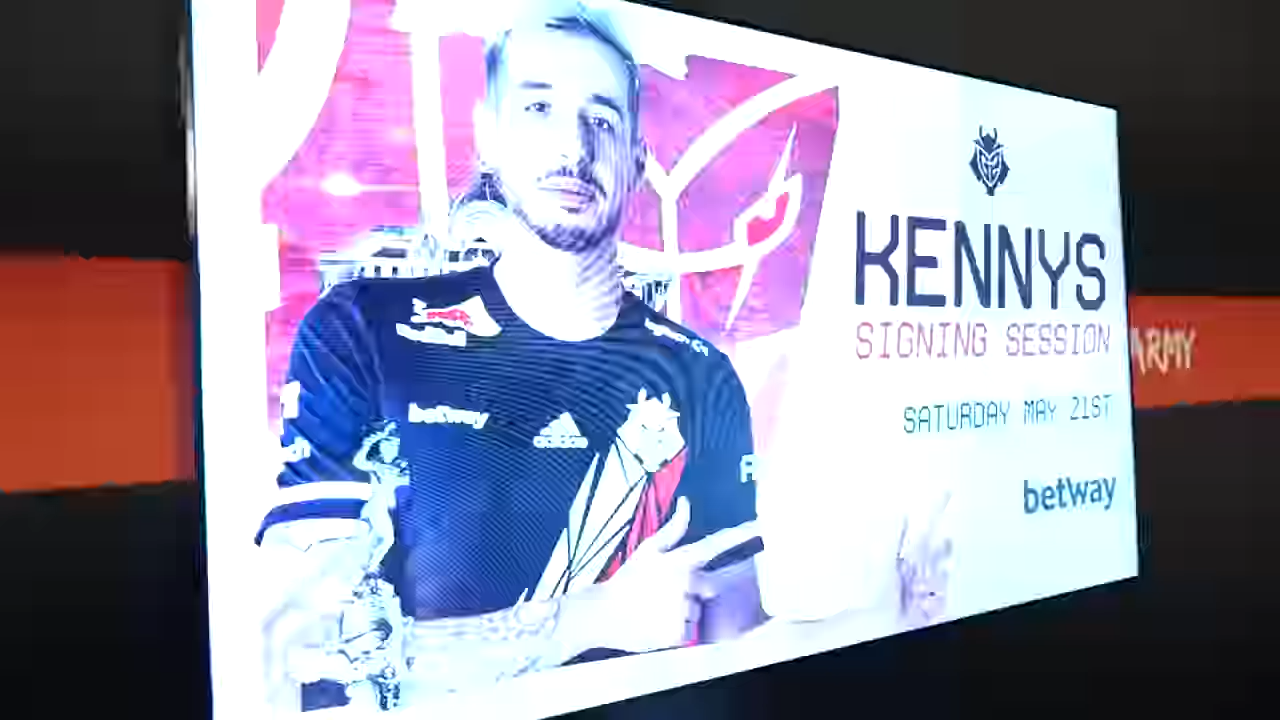 KENNYS
SIGNING SESSION
SATURDAY MAY 21ST
betway
betway
adidas
ARMY